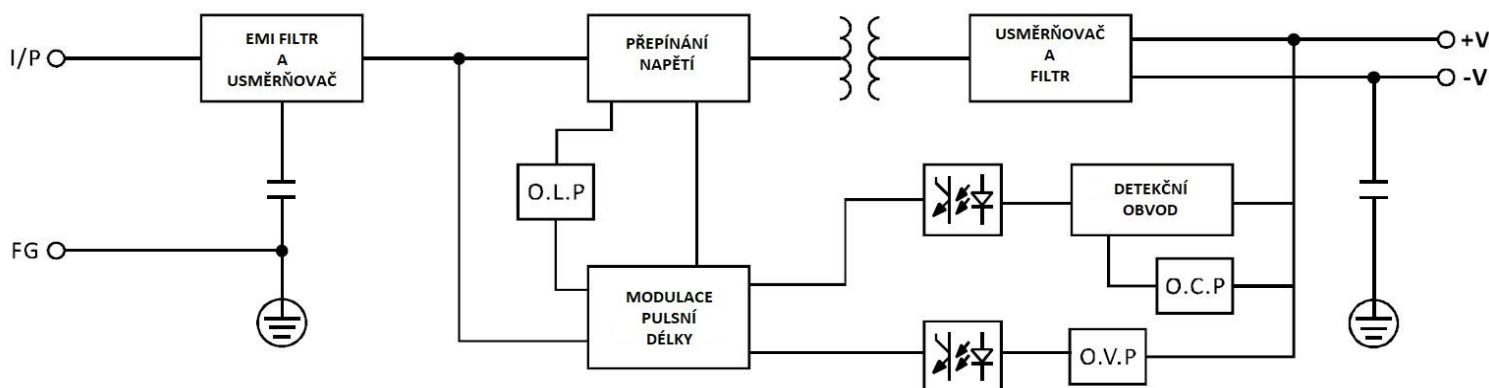 I/P
EMI FILTR
A
USMĚRŇOVAČ
PŘEPÍNÁNÍ
NAPĚTÍ
USMĚRŇOVAČ
A
FILTR
+V
-V
O.L.P
DETEKČNÍ
OBVOD
FG
O.C.P
MODULACE
PULSNÍ
DÉLKY
O.V.P